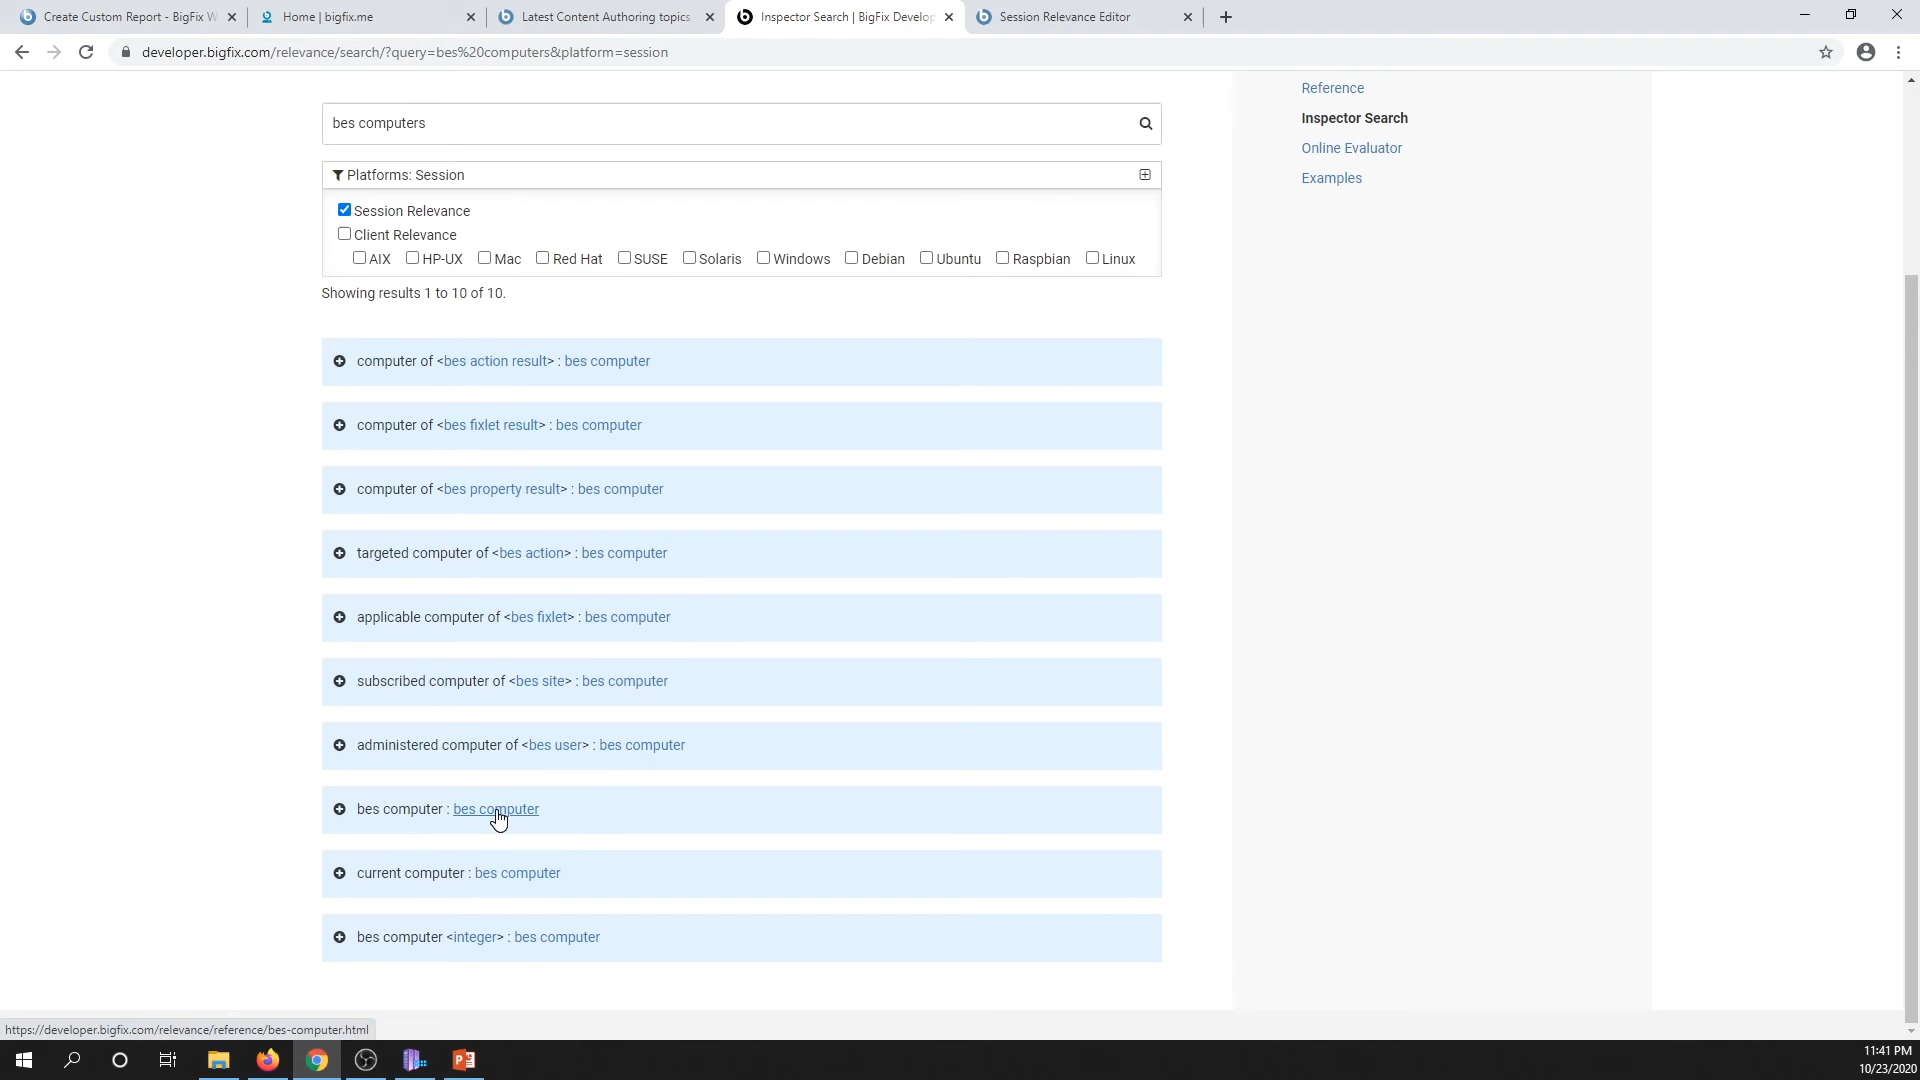 Create Custom Report - BigFix W
Home | bigfix.me
Latest Content Authoring topics
Inspector Search | BigFix Develop
Session Relevance Editor
developer.bigfix.com/relevance/search/?query=bes%20computers&platform=session
Reference
Inspector Search
Online Evaluator
Examples
bes computers
Platforms: Session
Session Relevance
Client Relevance
AIX HP-UX Mac Red Hat SUSE Solaris Windows Debian Ubuntu Raspbian Linux
Showing results 1 to 10 of 10.
computer of <bes action result> : bes computer
computer of <bes fixlet result> : bes computer
computer of <bes property result> : bes computer
targeted computer of <bes action> : bes computer
applicable computer of <bes fixlet> : bes computer
subscribed computer of <bes site> : bes computer
administered computer of <bes user> : bes computer
bes computer : bes computer
current computer : bes computer
bes computer <integer> : bes computer
https://developer.bigfix.com/relevance/reference/bes-computer.html
11:41 PM
10/23/2020